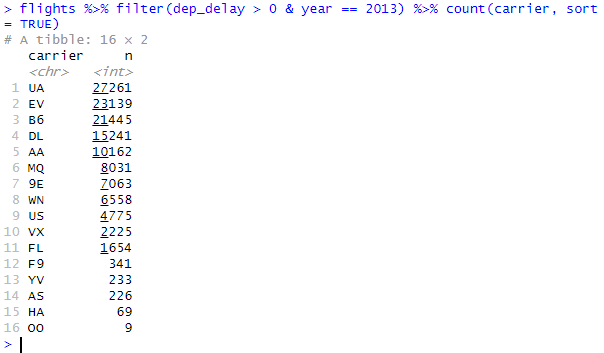 > flights %>% filter(dep_delay > 0 & year == 2013) %>% count(carrier, sort
= TRUE)
# A tibble: 16 × 2
   carrier     n
   <chr>   <int>
 1 UA      27261
 2 EV      23139
 3 B6      21445
 4 DL      15241
 5 AA      10162
 6 MQ       8031
 7 9E       7063
 8 WN       6558
 9 US       4775
10 VX       2225
11 FL       1654
12 F9        341
13 YV        233
14 AS        226
15 HA         69
16 OO          9
>